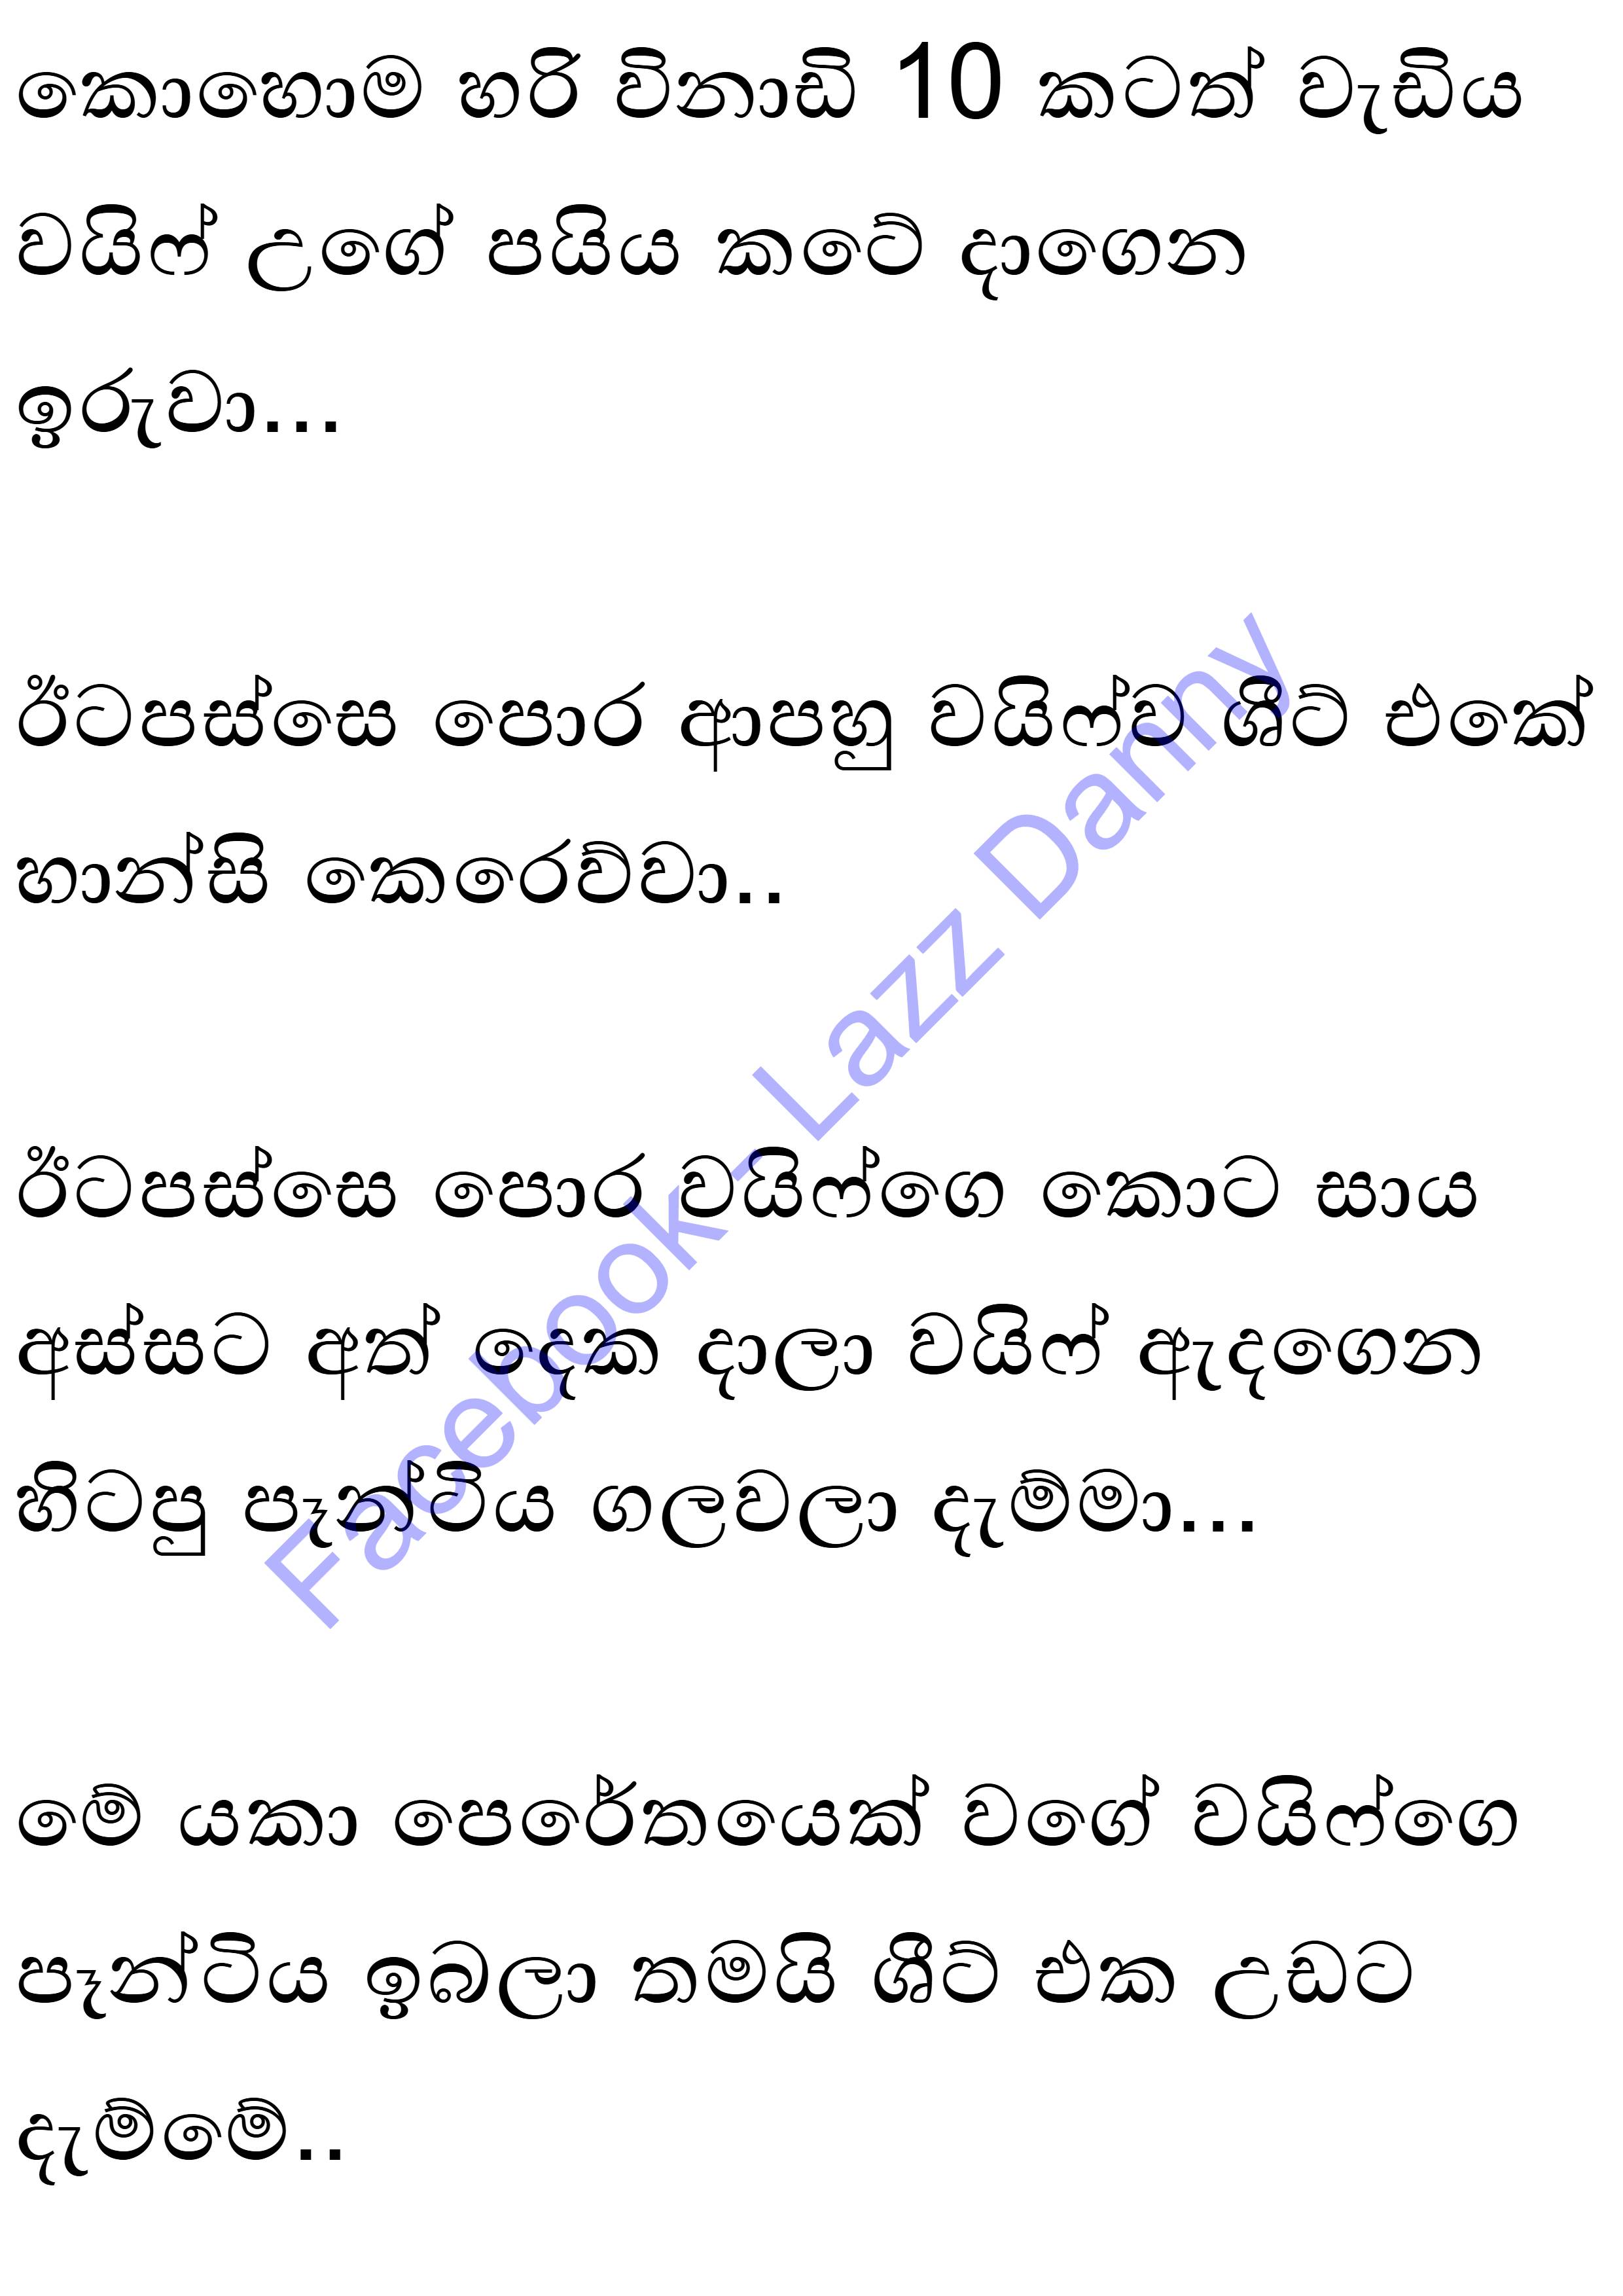 කොහොම හරි විනාඩි 10 කටත් වැඩිය
වයිෆ් උගේ පයිය කටේ දාගෙන
ඉරුවා...
ඊටපස්සෙ පොර ආපහු වයිෆ්ව ශීට් එකේ
හාන්සි කෙරෙව්වා..
ඊටපස්සෙ පොර වයිෆ්ගෙ කොට සාය
අස්සට අත් දෙක දාලා වයිෆ් ඇදගෙන
හිටපු පෑන්ටිය ගලවලා දැම්මා...
මේ යකා පෙරේතයෙක් වගේ වයිෆ්ගෙ
පෑන්ටිය ඉබලා තමයි ශීට් එක උඩට
දැම්මේ..
Facebook - Lazz Danny